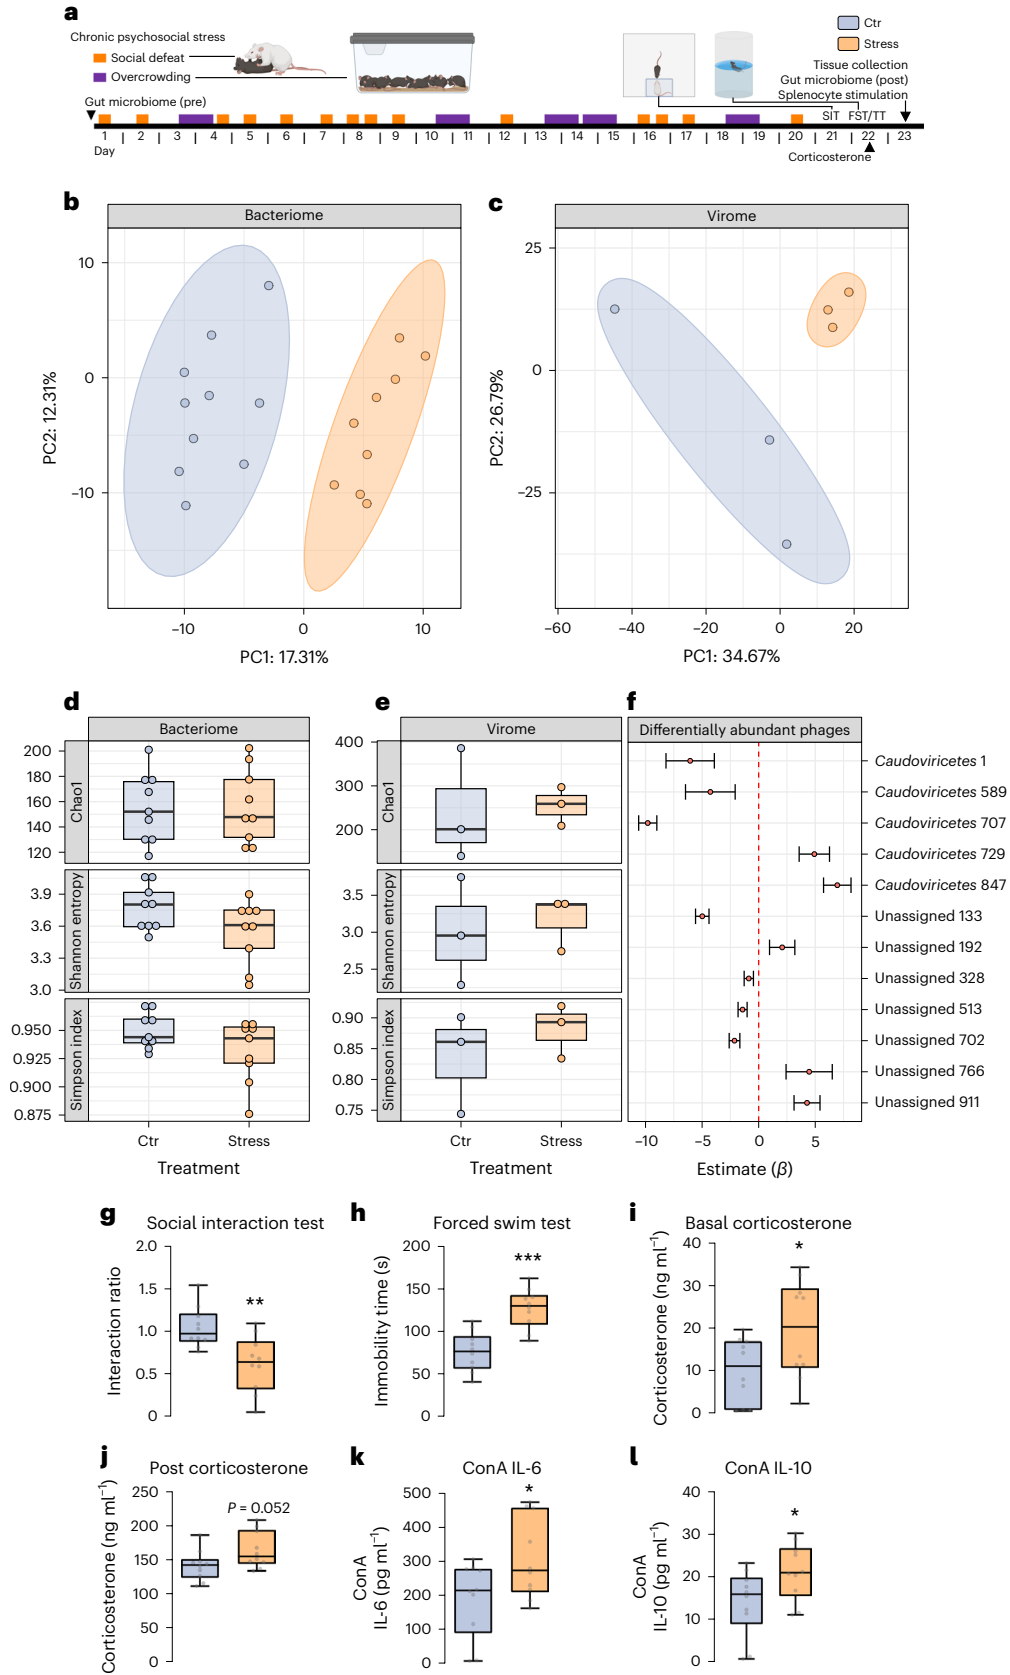 a
Chronic psychosocial stress
Social defeat
Overcrowding
Ctr
Stress
Tissue collection
Gut microbiome (post)
Splenocyte stimulation
Gut microbiome (pre)
SIT FST/TT
1 2 3 4 5 6 7 8 9 10 11 12 13 14 15 16 17 18 19 20 21 22 23
Day
Corticosterone
b
Bacteriome
10
0
−10
PC2: 12.31%
−10 0 10
PC1: 17.31%
c
Virome
25
0
−25
PC2: 26.79%
−60 −40 −20 0 20
PC1: 34.67%
d
Bacteriome
Chao1
200
180
160
140
120
Shannon entropy
3.9
3.6
3.3
3.0
Simpson index
0.950
0.925
0.900
0.875
Ctr Stress
Treatment
e
Virome
Chao1
400
300
200
Shannon entropy
3.5
3.0
2.5
Simpson index
0.90
0.85
0.80
0.75
Ctr Stress
Treatment
f
Differentially abundant phages
Caudoviricetes 1
Caudoviricetes 589
Caudoviricetes 707
Caudoviricetes 729
Caudoviricetes 847
Unassigned 133
Unassigned 192
Unassigned 328
Unassigned 513
Unassigned 702
Unassigned 766
Unassigned 911
−10 −5 0 5
Estimate (β)
g
Social interaction test
Interaction ratio
2.0
1.5
1.0
0.5
0
**
h
Forced swim test
Immobility time (s)
200
150
100
50
0
***
i
Basal corticosterone
Corticosterone (ng ml⁻¹)
40
30
20
10
0
*
j
Post corticosterone
Corticosterone (ng ml⁻¹)
250
200
150
100
50
0
P = 0.052
k
ConA IL-6
ConA
IL-6 (pg ml⁻¹)
500
400
300
200
100
0
*
l
ConA IL-10
ConA
IL-10 (pg ml⁻¹)
40
30
20
10
0
*